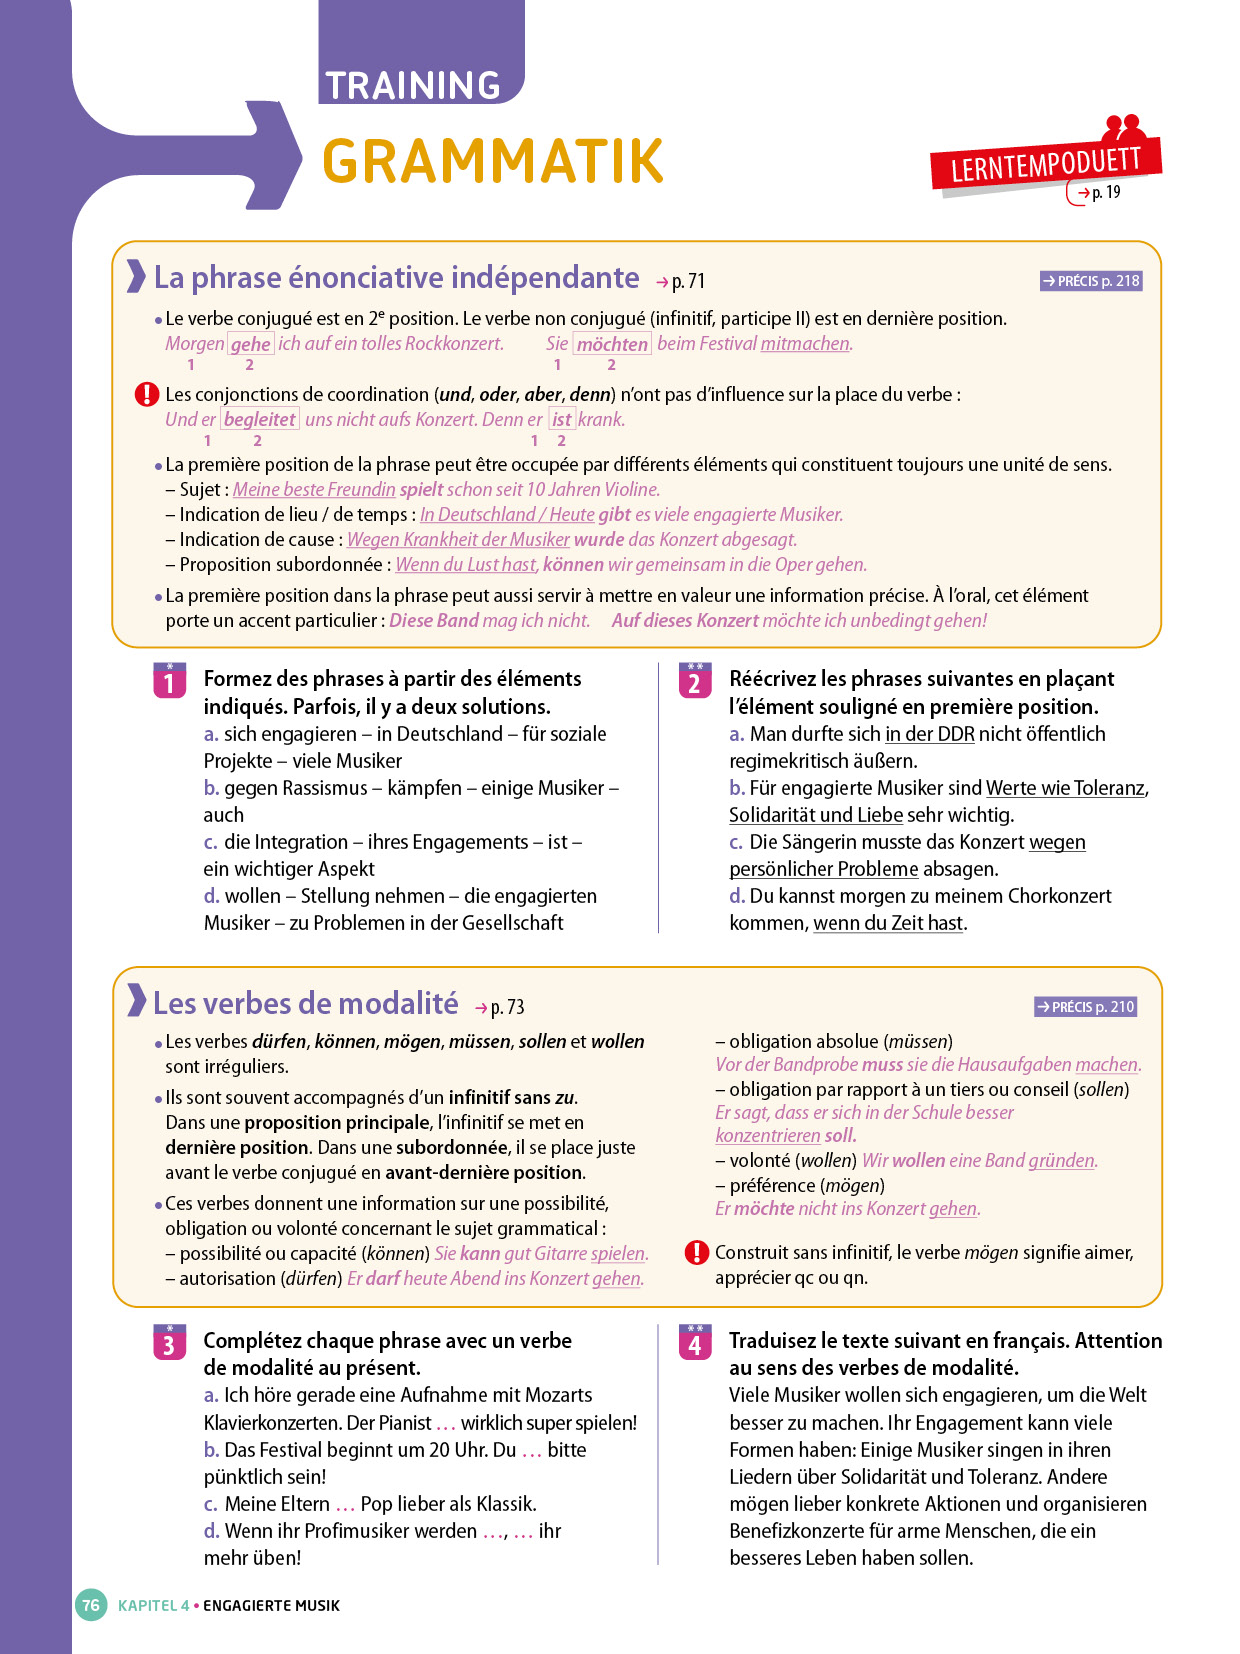 TRAINING
GRAMMATIK
LERNTEMPODUETT
→ p. 19
La phrase énonciative indépendante → p. 71
→ PRÉCIS p. 218
• Le verbe conjugué est en 2e position. Le verbe non conjugué (infinitif, participe II) est en dernière position.
Morgen gehe ich auf ein tolles Rockkonzert. Sie möchten beim Festival mitmachen.
1 2 1 2
! Les conjonctions de coordination (und, oder, aber, denn) n'ont pas d'influence sur la place du verbe :
Und er begleitet uns nicht aufs Konzert. Denn er ist krank.
1 2 1 2
• La première position de la phrase peut être occupée par différents éléments qui constituent toujours une unité de sens.
– Sujet : Meine beste Freundin spielt schon seit 10 Jahren Violine.
– Indication de lieu / de temps : In Deutschland / Heute gibt es viele engagierte Musiker.
– Indication de cause : Wegen Krankheit der Musiker wurde das Konzert abgesagt.
– Proposition subordonnée : Wenn du Lust hast, können wir gemeinsam in die Oper gehen.
• La première position dans la phrase peut aussi servir à mettre en valeur une information précise. À l'oral, cet élément
porte un accent particulier : Diese Band mag ich nicht. Auf dieses Konzert möchte ich unbedingt gehen!
*
1 Formez des phrases à partir des éléments
indiqués. Parfois, il y a deux solutions.
a. sich engagieren – in Deutschland – für soziale
Projekte – viele Musiker
b. gegen Rassismus – kämpfen – einige Musiker –
auch
c. die Integration – ihres Engagements – ist –
ein wichtiger Aspekt
d. wollen – Stellung nehmen – die engagierten
Musiker – zu Problemen in der Gesellschaft
**
2 Réécrivez les phrases suivantes en plaçant
l'élément souligné en première position.
a. Man durfte sich in der DDR nicht öffentlich
regimekritisch äußern.
b. Für engagierte Musiker sind Werte wie Toleranz,
Solidarität und Liebe sehr wichtig.
c. Die Sängerin musste das Konzert wegen
persönlicher Probleme absagen.
d. Du kannst morgen zu meinem Chorkonzert
kommen, wenn du Zeit hast.
Les verbes de modalité → p. 73
→ PRÉCIS p. 210
• Les verbes dürfen, können, mögen, müssen, sollen et wollen
sont irréguliers.
• Ils sont souvent accompagnés d'un infinitif sans zu.
Dans une proposition principale, l'infinitif se met en
dernière position. Dans une subordonnée, il se place juste
avant le verbe conjugué en avant-dernière position.
• Ces verbes donnent une information sur une possibilité,
obligation ou volonté concernant le sujet grammatical :
– possibilité ou capacité (können) Sie kann gut Gitarre spielen.
– autorisation (dürfen) Er darf heute Abend ins Konzert gehen.
– obligation absolue (müssen)
Vor der Bandprobe muss sie die Hausaufgaben machen.
– obligation par rapport à un tiers ou conseil (sollen)
Er sagt, dass er sich in der Schule besser
konzentrieren soll.
– volonté (wollen) Wir wollen eine Band gründen.
– préférence (mögen)
Er möchte nicht ins Konzert gehen.
! Construit sans infinitif, le verbe mögen signifie aimer,
apprécier qc ou qn.
*
3 Complétez chaque phrase avec un verbe
de modalité au présent.
a. Ich höre gerade eine Aufnahme mit Mozarts
Klavierkonzerten. Der Pianist … wirklich super spielen!
b. Das Festival beginnt um 20 Uhr. Du … bitte
pünktlich sein!
c. Meine Eltern … Pop lieber als Klassik.
d. Wenn ihr Profimusiker werden …, … ihr
mehr üben!
**
4 Traduisez le texte suivant en français. Attention
au sens des verbes de modalité.
Viele Musiker wollen sich engagieren, um die Welt
besser zu machen. Ihr Engagement kann viele
Formen haben: Einige Musiker singen in ihren
Liedern über Solidarität und Toleranz. Andere
mögen lieber konkrete Aktionen und organisieren
Benefizkonzerte für arme Menschen, die ein
besseres Leben haben sollen.
76 KAPITEL 4 • ENGAGIERTE MUSIK